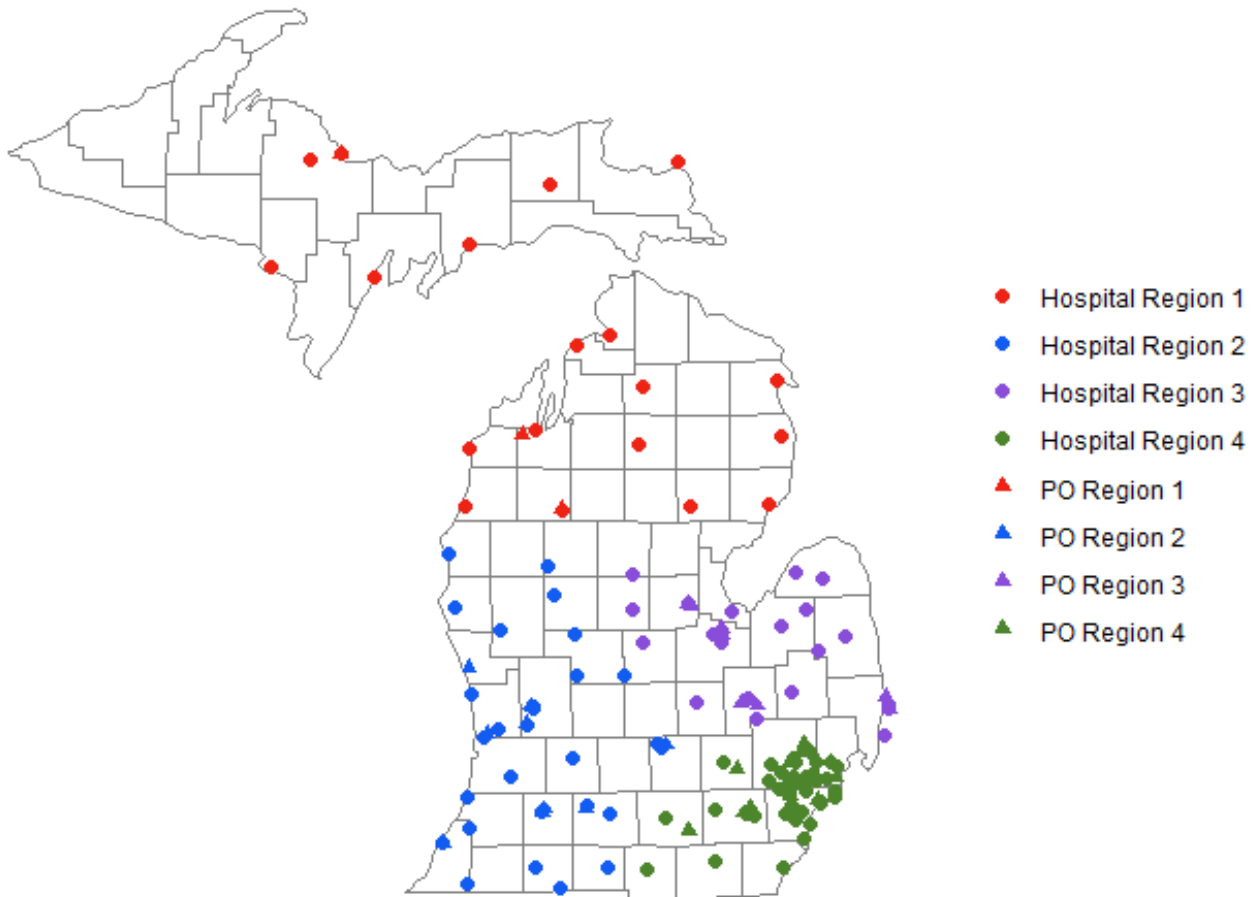 Hospital Region 1
Hospital Region 2
Hospital Region 3
Hospital Region 4
PO Region 1
PO Region 2
PO Region 3
PO Region 4